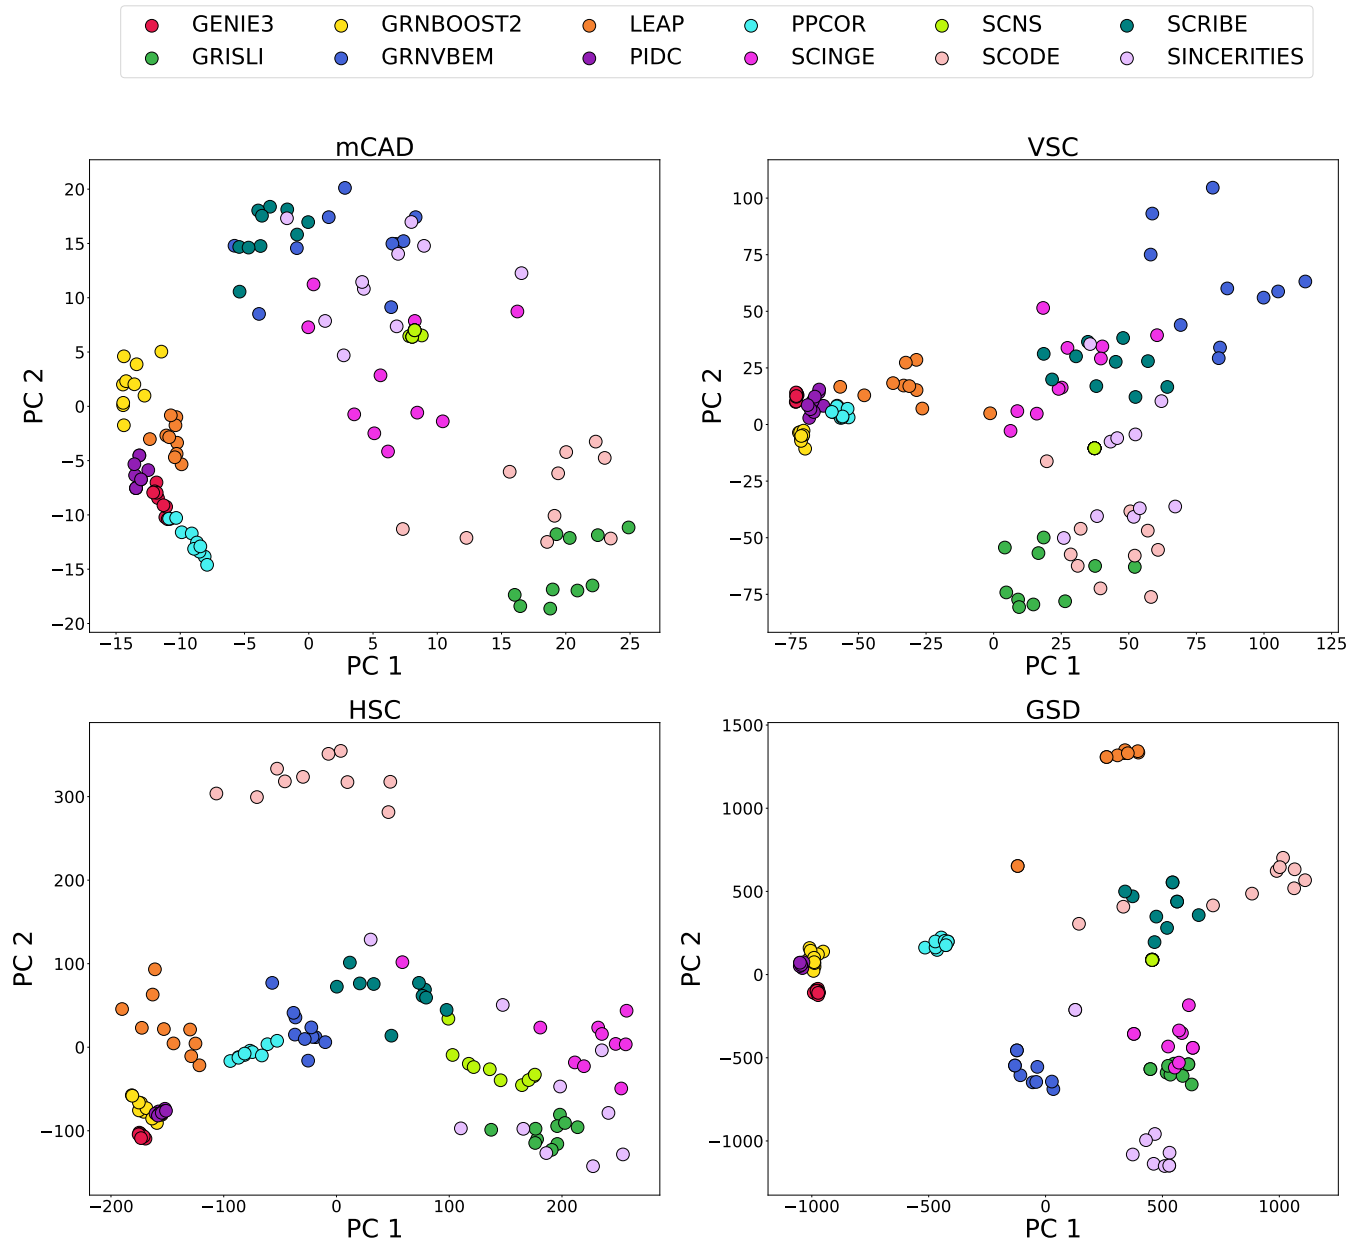 GENIE3 GRNBOOST2 LEAP PPCOR SCNS SCRIBE
GRISLI GRNVBEM PIDC SCINGE SCODE SINCERITIES
mCAD
20
15
10
5
0
−5
−10
−15
−20
PC 2
−15 −10 −5 0 5 10 15 20 25
PC 1
VSC
100
75
50
25
0
−25
−50
−75
PC 2
−75 −50 −25 0 25 50 75 100 125
PC 1
HSC
300
200
100
0
−100
PC 2
−200 −100 0 100 200
PC 1
GSD
1500
1000
500
0
−500
−1000
PC 2
−1000 −500 0 500 1000
PC 1